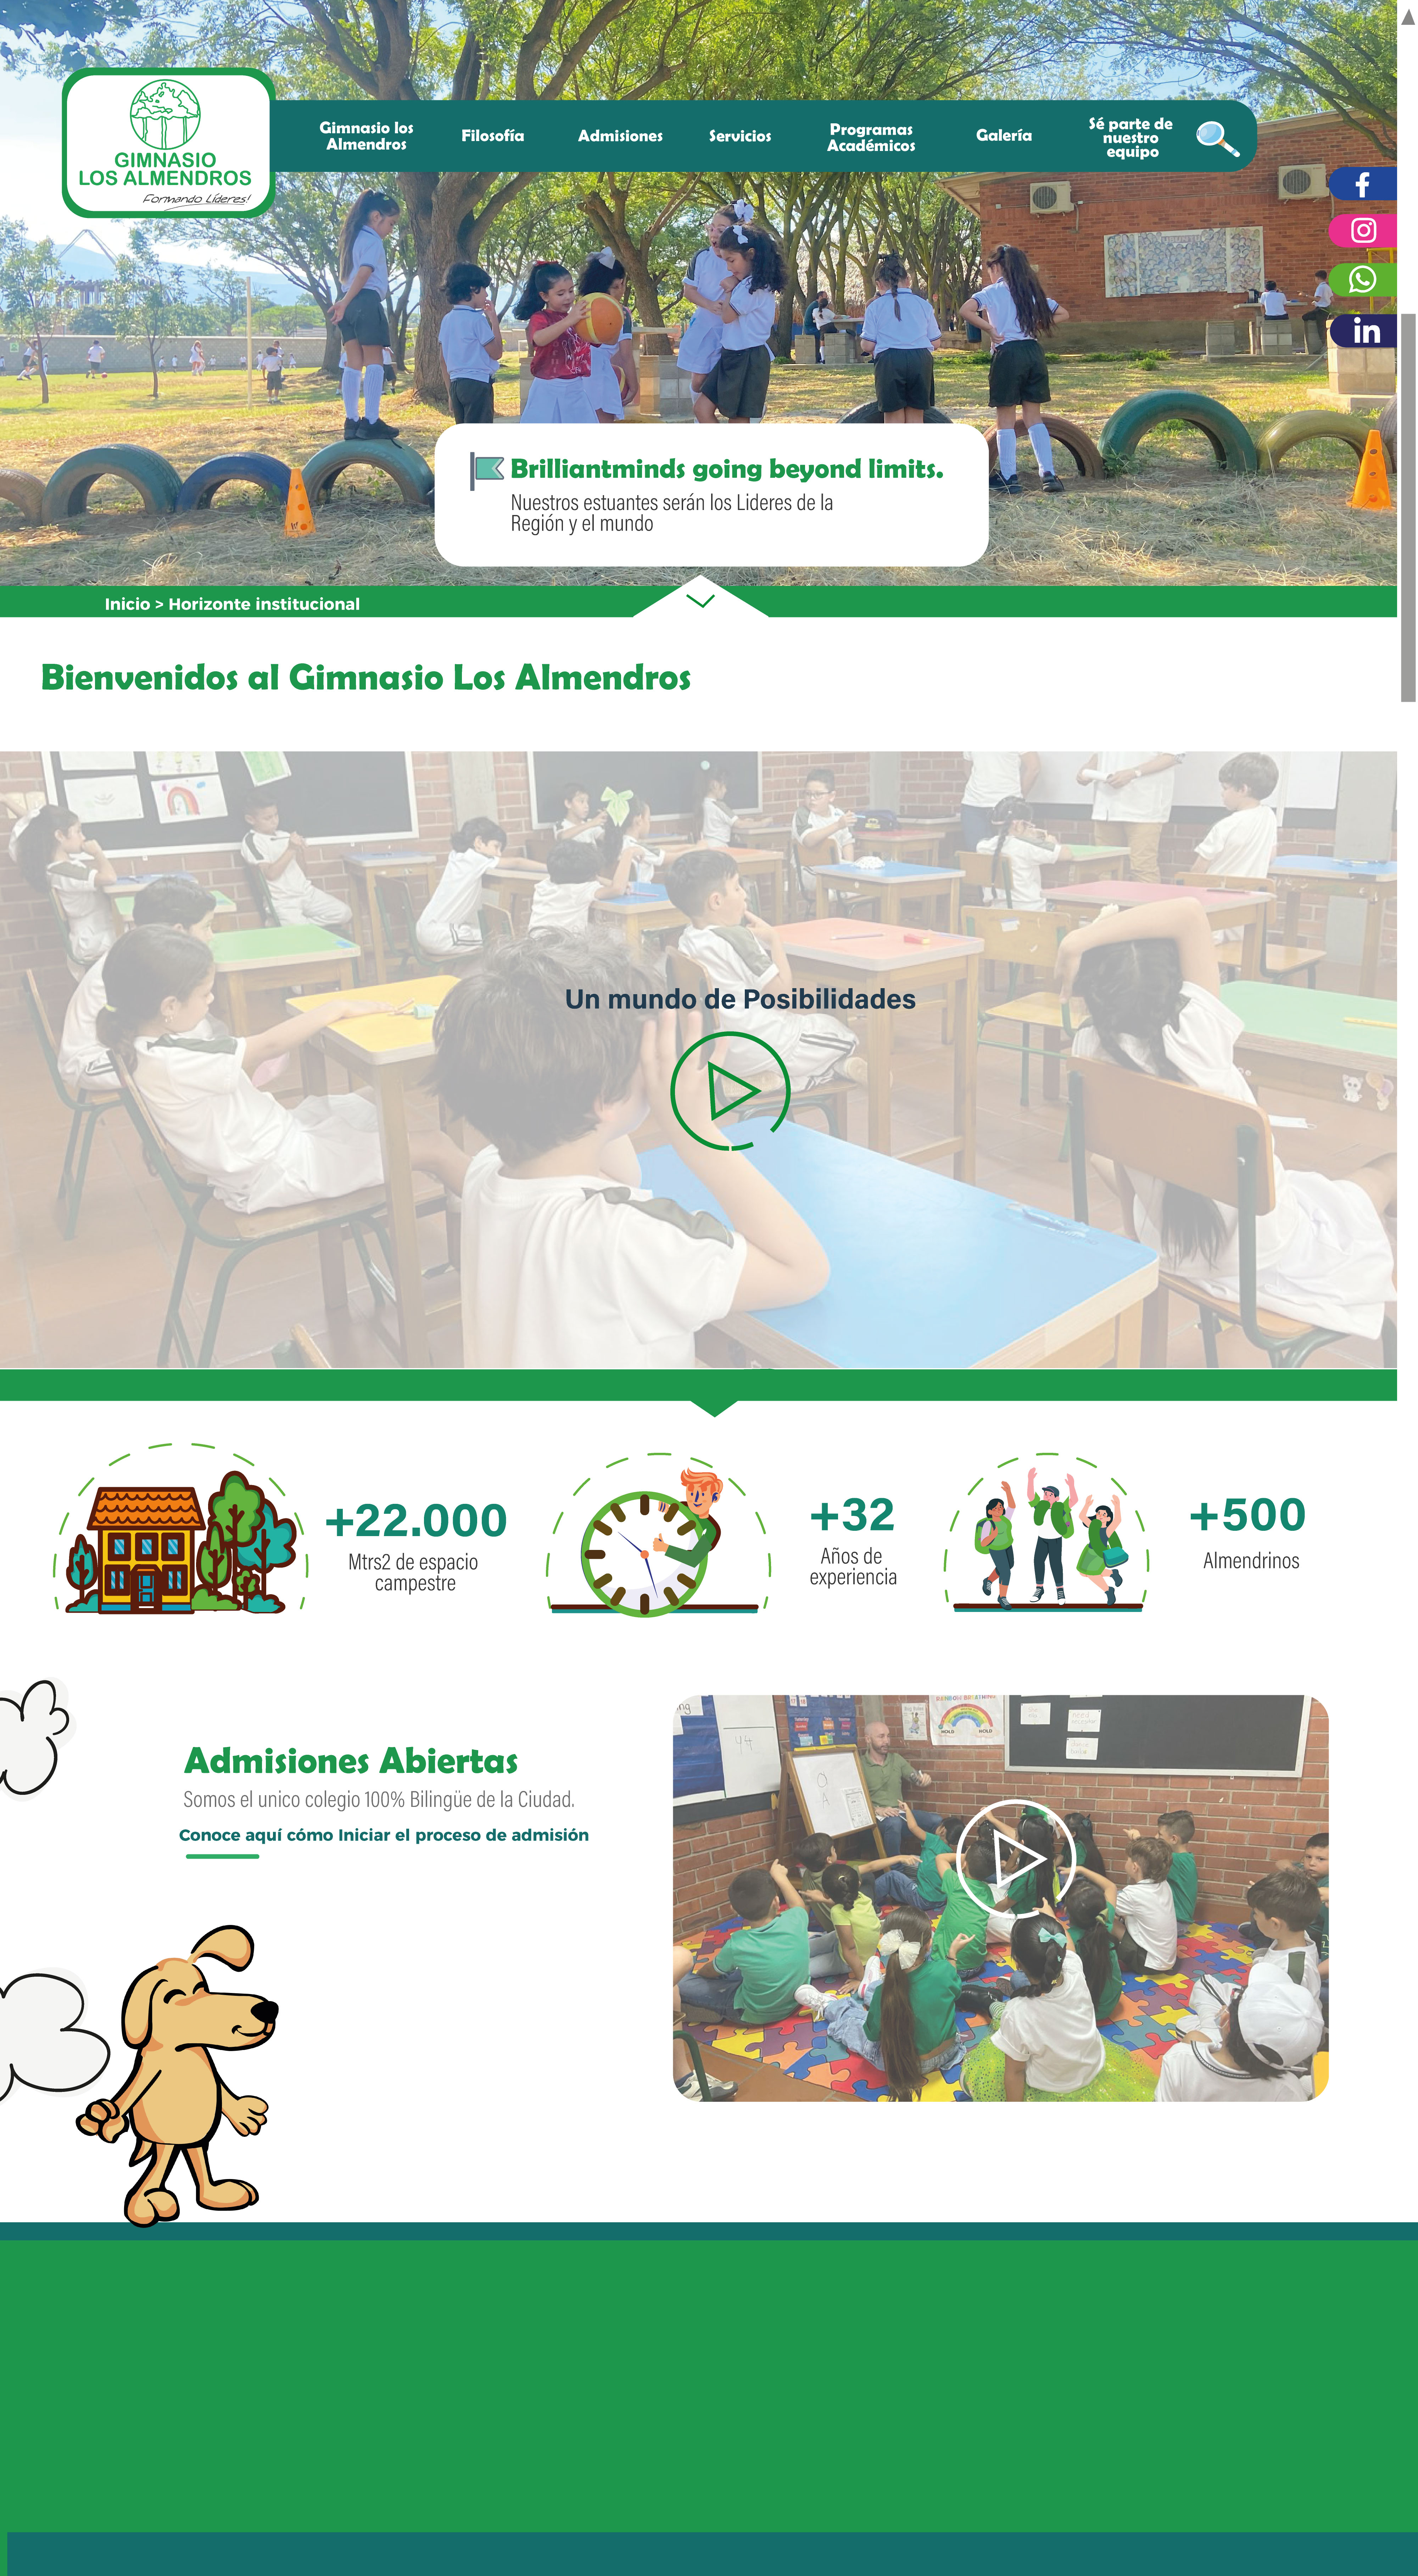 GIMNASIO
LOS ALMENDROS
Formando Líderes!
Gimnasio los
Almendros
Filosofía
Admisiones
Servicios
Programas
Académicos
Galería
Sé parte de
nuestro
equipo
Brilliantminds going beyond limits.
Nuestros estuantes serán los Lideres de la
Región y el mundo
Inicio > Horizonte institucional
Bienvenidos al Gimnasio Los Almendros
Un mundo de Posibilidades
+22.000
Mtrs2 de espacio
campestre
+32
Años de
experiencia
+500
Almendrinos
Admisiones Abiertas
Somos el unico colegio 100% Bilingüe de la Ciudad.
Conoce aquí cómo Iniciar el proceso de admisión
RAINBOW BREATHING
HOLD
HOLD